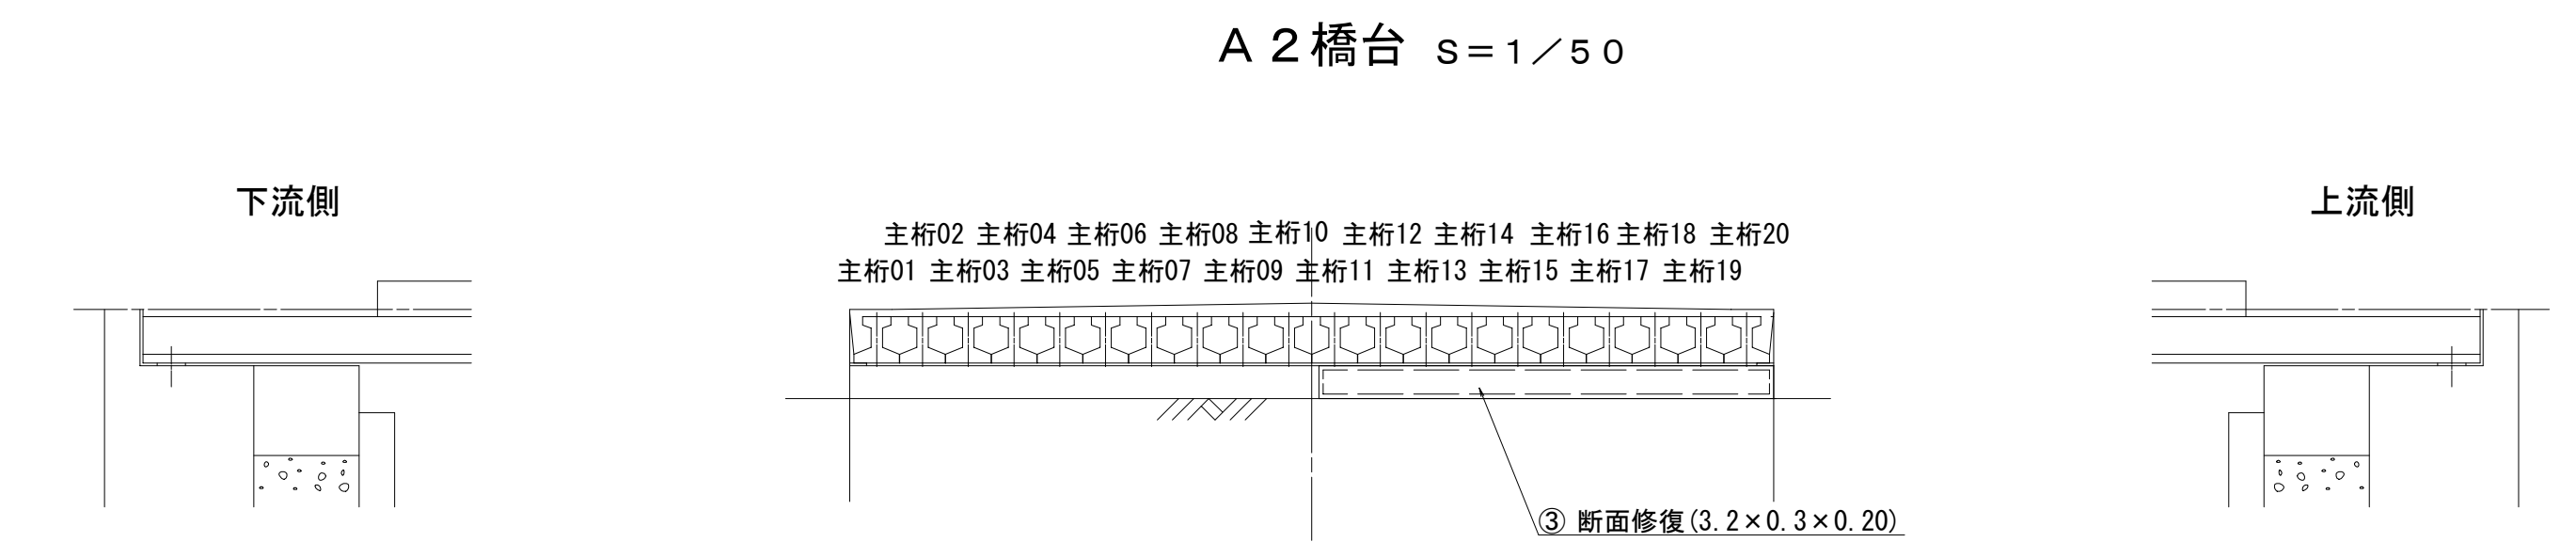 A2橋台 S=1/50
下流側
上流側
主桁02 主桁04 主桁06 主桁08 主桁10 主桁12 主桁14 主桁16 主桁18 主桁20
主桁01 主桁03 主桁05 主桁07 主桁09 主桁11 主桁13 主桁15 主桁17 主桁19
③ 断面修復(3.2×0.3×0.20)